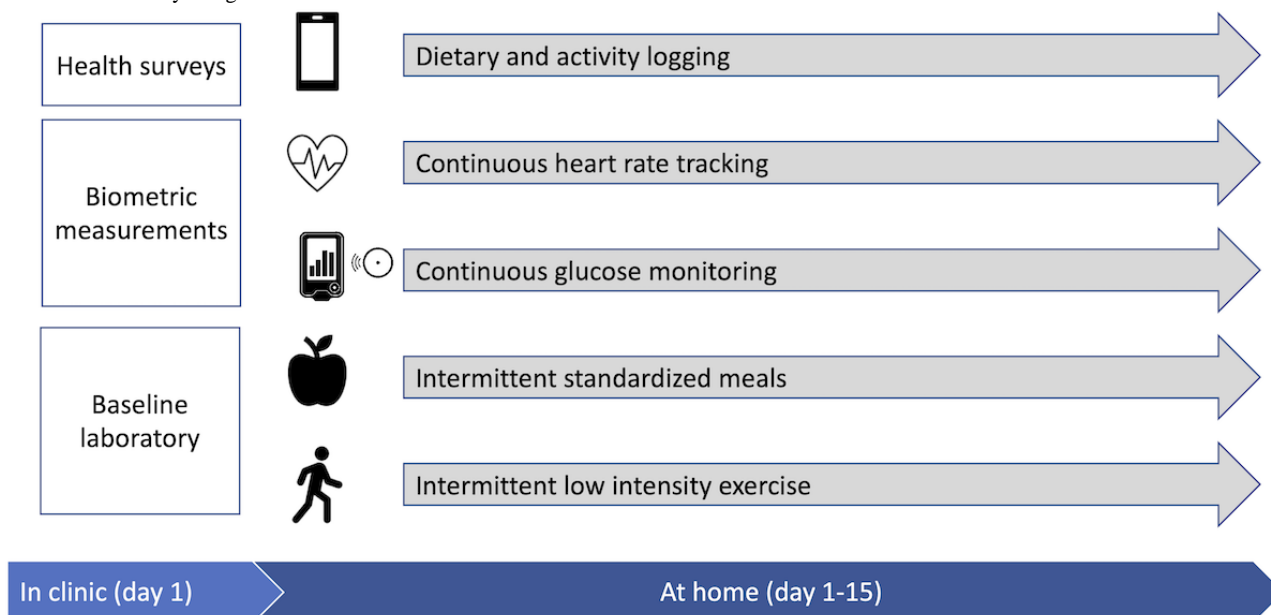 Health surveys
Dietary and activity logging
Biometric
measurements
Continuous heart rate tracking
Continuous glucose monitoring
Baseline
laboratory
Intermittent standardized meals
Intermittent low intensity exercise
In clinic (day 1)
At home (day 1-15)